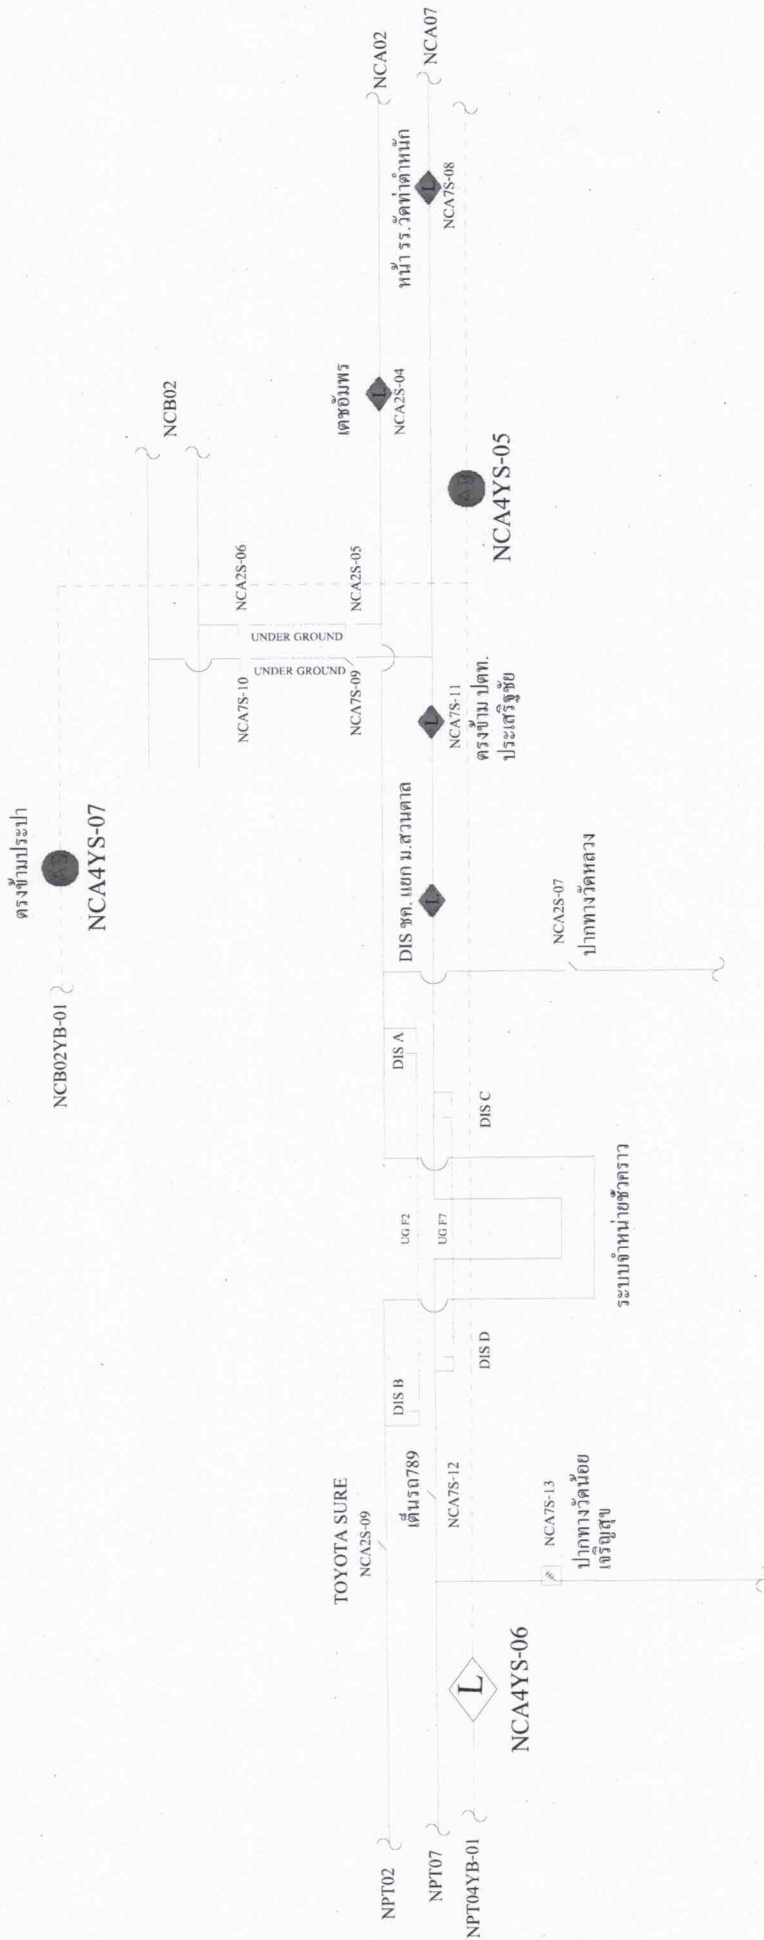 ตรงข้ามประปา
NCB02YB-01
AB
NCA4YS-07
NCB02
NCA7S-10
NCA2S-06
UNDER GROUND
UNDER GROUND
NCA7S-09
NCA2S-05
เดชอัมพร
L
NCA2S-04
NCA02
หน้า รร.วัดท่าตำหนัก
L
NCA7S-08
NCA07
AB
NCA4YS-05
L
NCA7S-11
ตรงข้าม ปตท.
ประเสริฐชัย
DIS ชค. แยก ม.สวนตาล
L
NCA2S-07
ปากทางวัดหลวง
DIS A
DIS C
UG F2
UG F7
ระบบจำหน่ายชั่วคราว
DIS B
DIS D
TOYOTA SURE
NCA2S-09
เต็นรถ789
NCA7S-12
NCA7S-13
ปากทางวัดน้อย
เจริญสุข
L
NCA4YS-06
NPT02
NPT07
NPT04YB-01